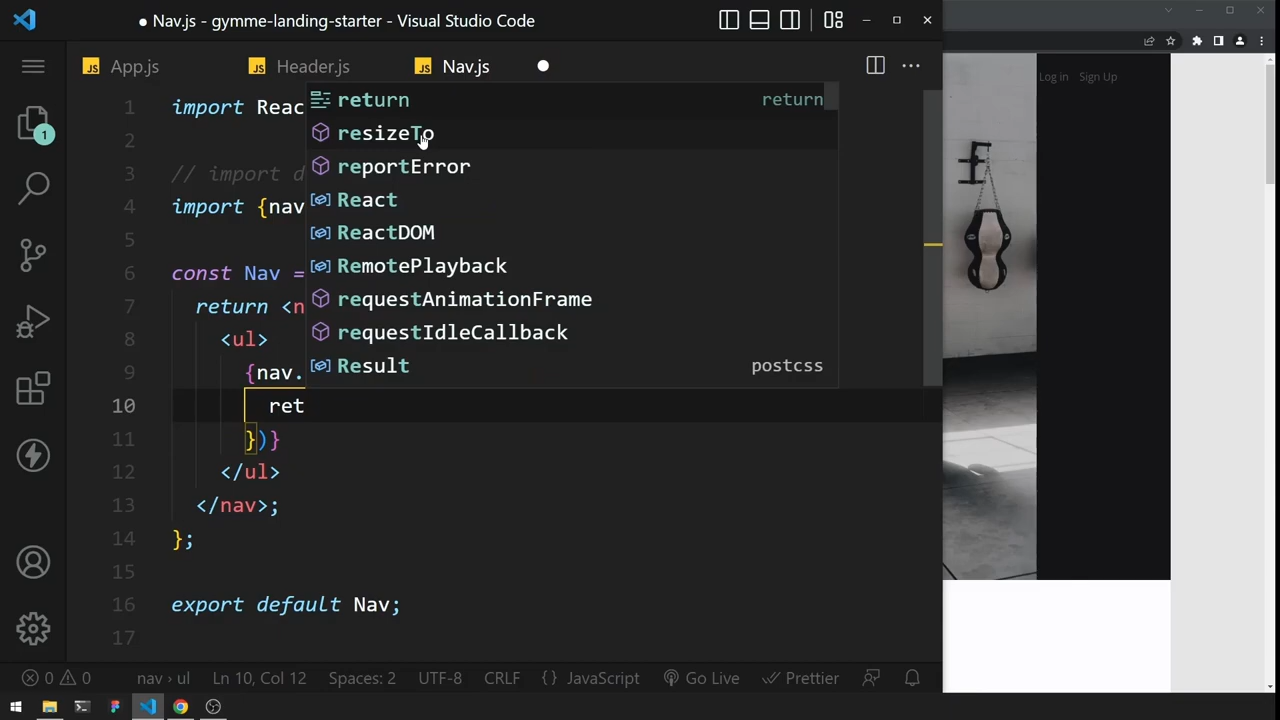 Nav.js - gymme-landing-starter - Visual Studio Code
App.js
Header.js
Nav.js
Log in Sign Up
1
1 import Reac
2
3 // import d
4 import {nav
5
6 const Nav =
7 return <n
8 <ul>
9 {nav.
10 ret
11 })}
12 </ul>
13 </nav>;
14 };
15
16 export default Nav;
17
return return
resizeTo
reportError
React
ReactDOM
RemotePlayback
requestAnimationFrame
requestIdleCallback
Result postcss
0 0 nav › ul Ln 10, Col 12 Spaces: 2 UTF-8 CRLF {} JavaScript Go Live Prettier